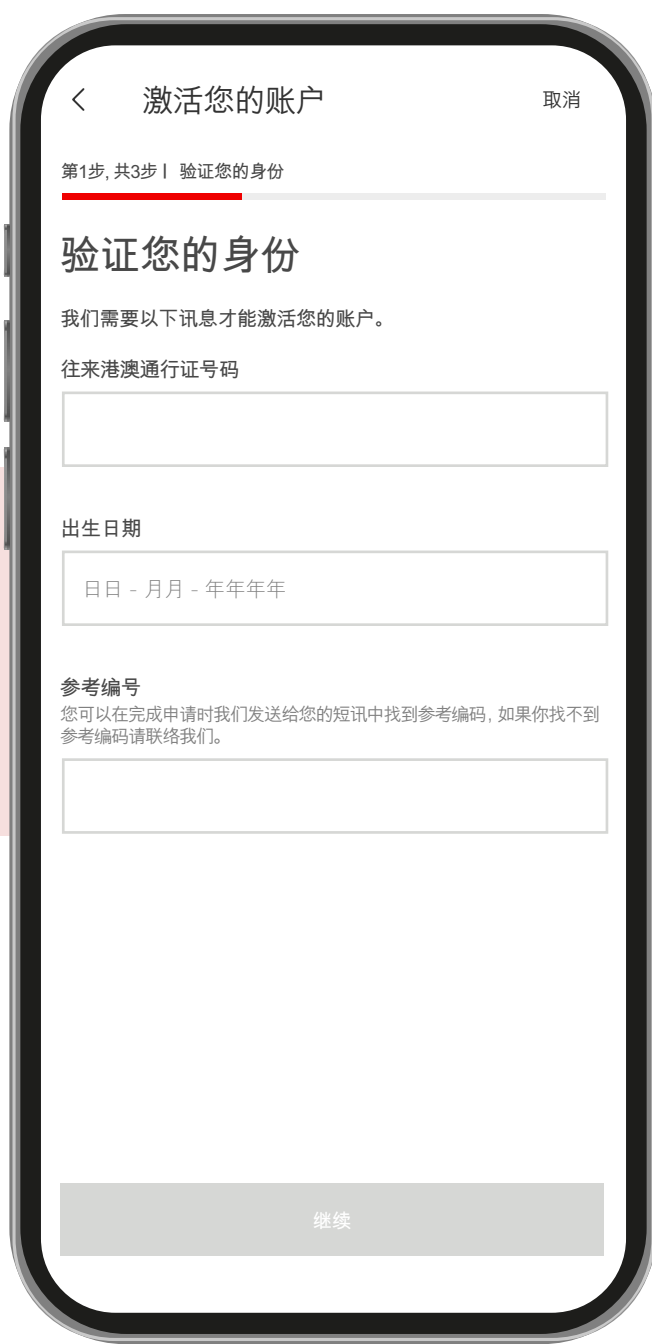 激活您的账户
取消
第1步, 共3步 | 验证您的身份
验证您的身份
我们需要以下讯息才能激活您的账户。
往来港澳通行证号码
出生日期
日日 - 月月 - 年年年年
参考编号
您可以在完成申请时我们发送给您的短讯中找到参考编码, 如果你找不到
参考编码请联络我们。
继续